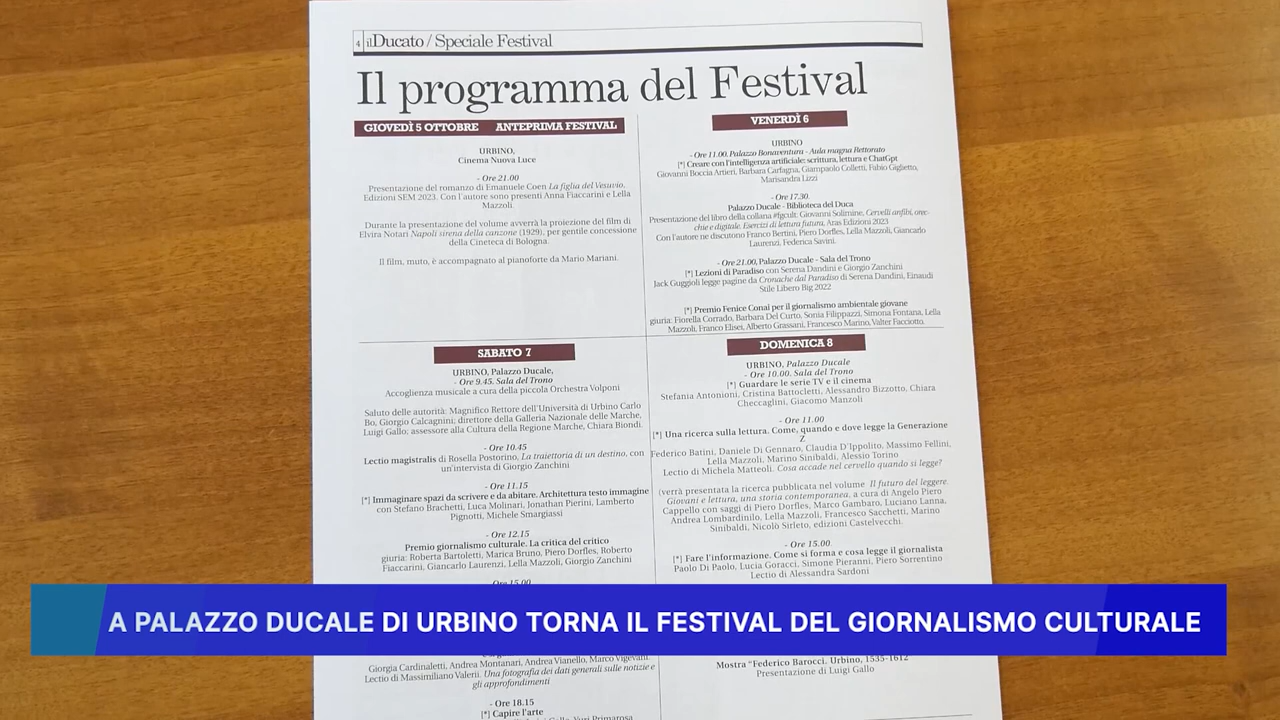 4 ilDucato / Speciale Festival
Il programma del Festival
GIOVEDÌ 5 OTTOBRE ANTEPRIMA FESTIVAL
URBINO,
Cinema Nuova Luce
- Ore 21.00
Presentazione del romanzo di Emanuele Coen La figlia del Vesuvio,
Edizioni SEM 2023. Con l'autore sono presenti Anna Fiaccarini e Lella
Mazzoli.
Durante la presentazione del volume avverrà la proiezione del film di
Elvira Notari Napoli sirena della canzone (1929), per gentile concessione
della Cineteca di Bologna.
Il film, muto, è accompagnato al pianoforte da Mario Mariani.
VENERDÌ 6
URBINO
- Ore 11.00. Palazzo Bonaventura - Aula magna Rettorato
[*] Creare con l'intelligenza artificiale: scrittura, lettura e ChatGpt
Giovanni Boccia Artieri, Barbara Carfagna, Giampaolo Colletti, Fabio Giglietto,
Marisandra Lizzi
- Ore 17.30.
Palazzo Ducale - Biblioteca del Duca
Presentazione del libro della collana #fgcult: Giovanni Solimine, Cervelli anfibi, orec-
chie e digitale. Esercizi di lettura futura, Aras Edizioni 2023
Con l'autore ne discutono Franco Bertini, Piero Dorfles, Lella Mazzoli, Giancarlo
Laurenzi, Federica Savini.
- Ore 21.00, Palazzo Ducale - Sala del Trono
[*] Lezioni di Paradiso con Serena Dandini e Giorgio Zanchini
Jack Guggioli legge pagine da Cronache dal Paradiso di Serena Dandini, Einaudi
Stile Libero Big 2022
[*] Premio Fenice Conai per il giornalismo ambientale giovane
giuria: Fiorella Corrado, Barbara Del Curto, Sonia Filippazzi, Simona Fontana, Lella
Mazzoli, Franco Elisei, Alberto Grassani, Francesco Marino, Valter Facciotto.
SABATO 7
URBINO, Palazzo Ducale,
- Ore 9.45. Sala del Trono
Accoglienza musicale a cura della piccola Orchestra Volponi
Saluto delle autorità: Magnifico Rettore dell'Università di Urbino Carlo
Bo, Giorgio Calcagnini; direttore della Galleria Nazionale delle Marche,
Luigi Gallo; assessore alla Cultura della Regione Marche, Chiara Biondi.
- Ore 10.45
Lectio magistralis di Rosella Postorino, La traiettoria di un destino, con
un'intervista di Giorgio Zanchini
- Ore 11.15
[*] Immaginare spazi da scrivere e da abitare. Architettura testo immagine
con Stefano Brachetti, Luca Molinari, Jonathan Pierini, Lamberto
Pignotti, Michele Smargiassi
- Ore 12.15
Premio giornalismo culturale. La critica del critico
giuria: Roberta Bartoletti, Marica Bruno, Piero Dorfles, Roberto
Fiaccarini, Giancarlo Laurenzi, Lella Mazzoli, Giorgio Zanchini
Ore 15.00
Giorgia Cardinaletti, Andrea Montanari, Andrea Vianello, Marco Vigevani.
Lectio di Massimiliano Valerii. Una fotografia dei dati generali sulle notizie e
gli approfondimenti
- Ore 18.15
[*] Capire l'arte
Yuri Primarosa
DOMENICA 8
URBINO, Palazzo Ducale
- Ore 10.00. Sala del Trono
[*] Guardare le serie TV e il cinema
Stefania Antonioni, Cristina Battocletti, Alessandro Bizzotto, Chiara
Checcaglini, Giacomo Manzoli
- Ore 11.00
[*] Una ricerca sulla lettura. Come, quando e dove legge la Generazione
Z
Federico Batini, Daniele Di Gennaro, Claudia D'Ippolito, Massimo Fellini,
Lella Mazzoli, Marino Sinibaldi, Alessio Torino
Lectio di Michela Matteoli. Cosa accade nel cervello quando si legge?
(verrà presentata la ricerca pubblicata nel volume Il futuro del leggere.
Giovani e lettura, una storia contemporanea, a cura di Angelo Piero
Cappello con saggi di Piero Dorfles, Marco Gambaro, Luciano Lanna,
Andrea Lombardinilo, Lella Mazzoli, Francesco Sacchetti, Marino
Sinibaldi, Nicolò Sirleto, edizioni Castelvecchi.
- Ore 15.00.
[*] Fare l'informazione. Come si forma e cosa legge il giornalista
Paolo Di Paolo, Lucia Goracci, Simone Pieranni, Piero Sorrentino
Lectio di Alessandra Sardoni
Mostra "Federico Barocci. Urbino, 1535-1612
Presentazione di Luigi Gallo
A PALAZZO DUCALE DI URBINO TORNA IL FESTIVAL DEL GIORNALISMO CULTURALE